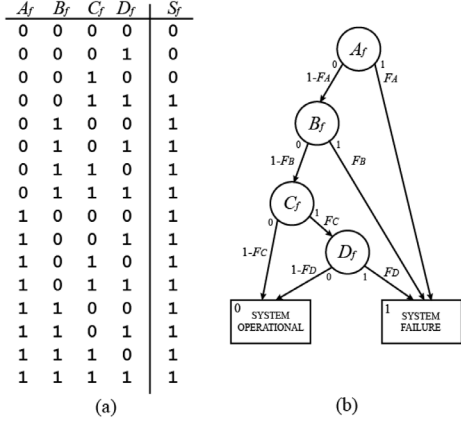 Af Bf Cf Df Sf
0 0 0 0 0
0 0 0 1 0
0 0 1 0 0
0 0 1 1 1
0 1 0 0 1
0 1 0 1 1
0 1 1 0 1
0 1 1 1 1
1 0 0 0 1
1 0 0 1 1
1 0 1 0 1
1 0 1 1 1
1 1 0 0 1
1 1 0 1 1
1 1 1 0 1
1 1 1 1 1
(a)
Af
0 1
1-FA FA
Bf
0 1
1-FB FB
Cf
0 1
FC
1-FC
Df
1-FD FD
0 1
0 SYSTEM OPERATIONAL
1 SYSTEM FAILURE
(b)